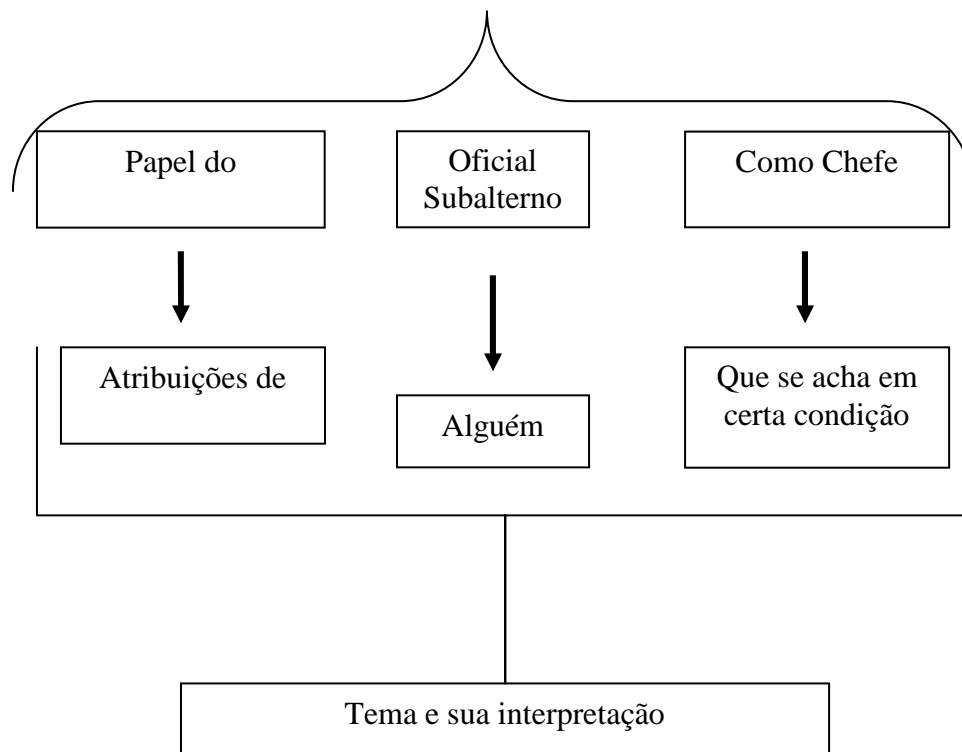 Papel do
Oficial
Subalterno
Como Chefe
Atribuições de
Alguém
Que se acha em
certa condição
Tema e sua interpretação